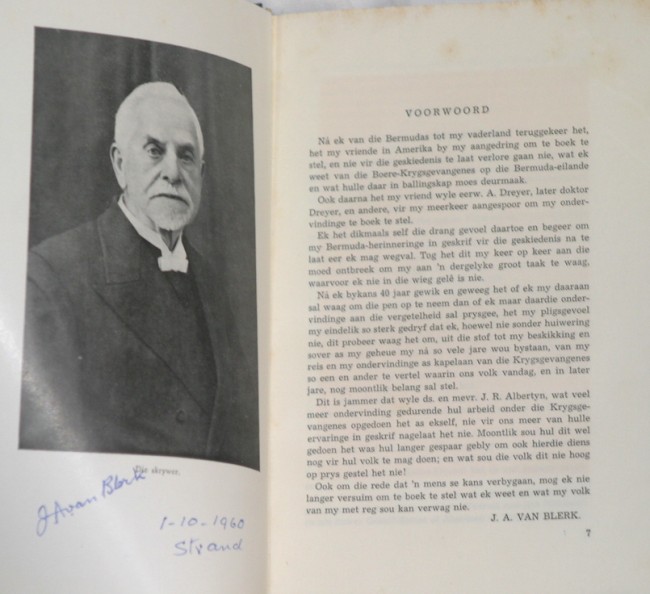 Die skrywer.
J A van Blerk
1-10-1960
Strand
VOORWOORD
Ná ek van die Bermudas tot my vaderland teruggekeer het,
het my vriende in Amerika by my aangedring om te boek te
stel, en nie vir die geskiedenis te laat verlore gaan nie, wat ek
weet van die Boere-Krygsgevangenes op die Bermuda-eilande
en wat hulle daar in ballingskap moes deurmaak.
Ook daarna het my vriend wyle eerw. A. Dreyer, later doktor
Dreyer, en andere, vir my meerkeer aangespoor om my onder-
vindinge te boek te stel.
Ek het dikmaals self die drang gevoel daartoe en begeer om
my Bermuda-herinneringe in geskrif vir die geskiedenis na te
laat eer ek mag wegval. Tog het dit my keer op keer aan die
moed ontbreek om my aan 'n dergelyke groot taak te waag,
waarvoor ek nie in die wieg gelê is nie.
Ná ek bykans 40 jaar gewik en geweeg het of ek my daaraan
sal waag om die pen op te neem dan of ek maar daardie onder-
vindinge aan die vergetelheid sal prysgee, het my pligsgevoel
my eindelik so sterk gedryf dat ek, hoewel nie sonder huiwering
nie, dit probeer waag het om, uit die stof tot my beskikking en
sover as my geheue my ná so vele jare wou bystaan, van my
reis en my ondervindinge as kapelaan van die Krygsgevangenes
so een en ander te vertel waarin ons volk vandag, en in later
jare, nog moontlik belang sal stel.
Dit is jammer dat wyle ds. en mevr. J. R. Albertyn, wat veel
meer ondervinding gedurende hul arbeid onder die Krygsge-
vangenes opgedoen het as ekself, nie vir ons meer van hulle
ervaringe in geskrif nagelaat het nie. Moontlik sou hul dit wel
gedoen het was hul langer gespaar gebly om ook hierdie diens
nog vir hul volk te mag doen; en wat sou die volk dit nie hoog
op prys gestel het nie!
Ook om die rede dat 'n mens se kans verbygaan, mog ek nie
langer versuim om te boek te stel wat ek weet en wat my volk
van my met reg sou kan verwag nie.
J. A. VAN BLERK.
7